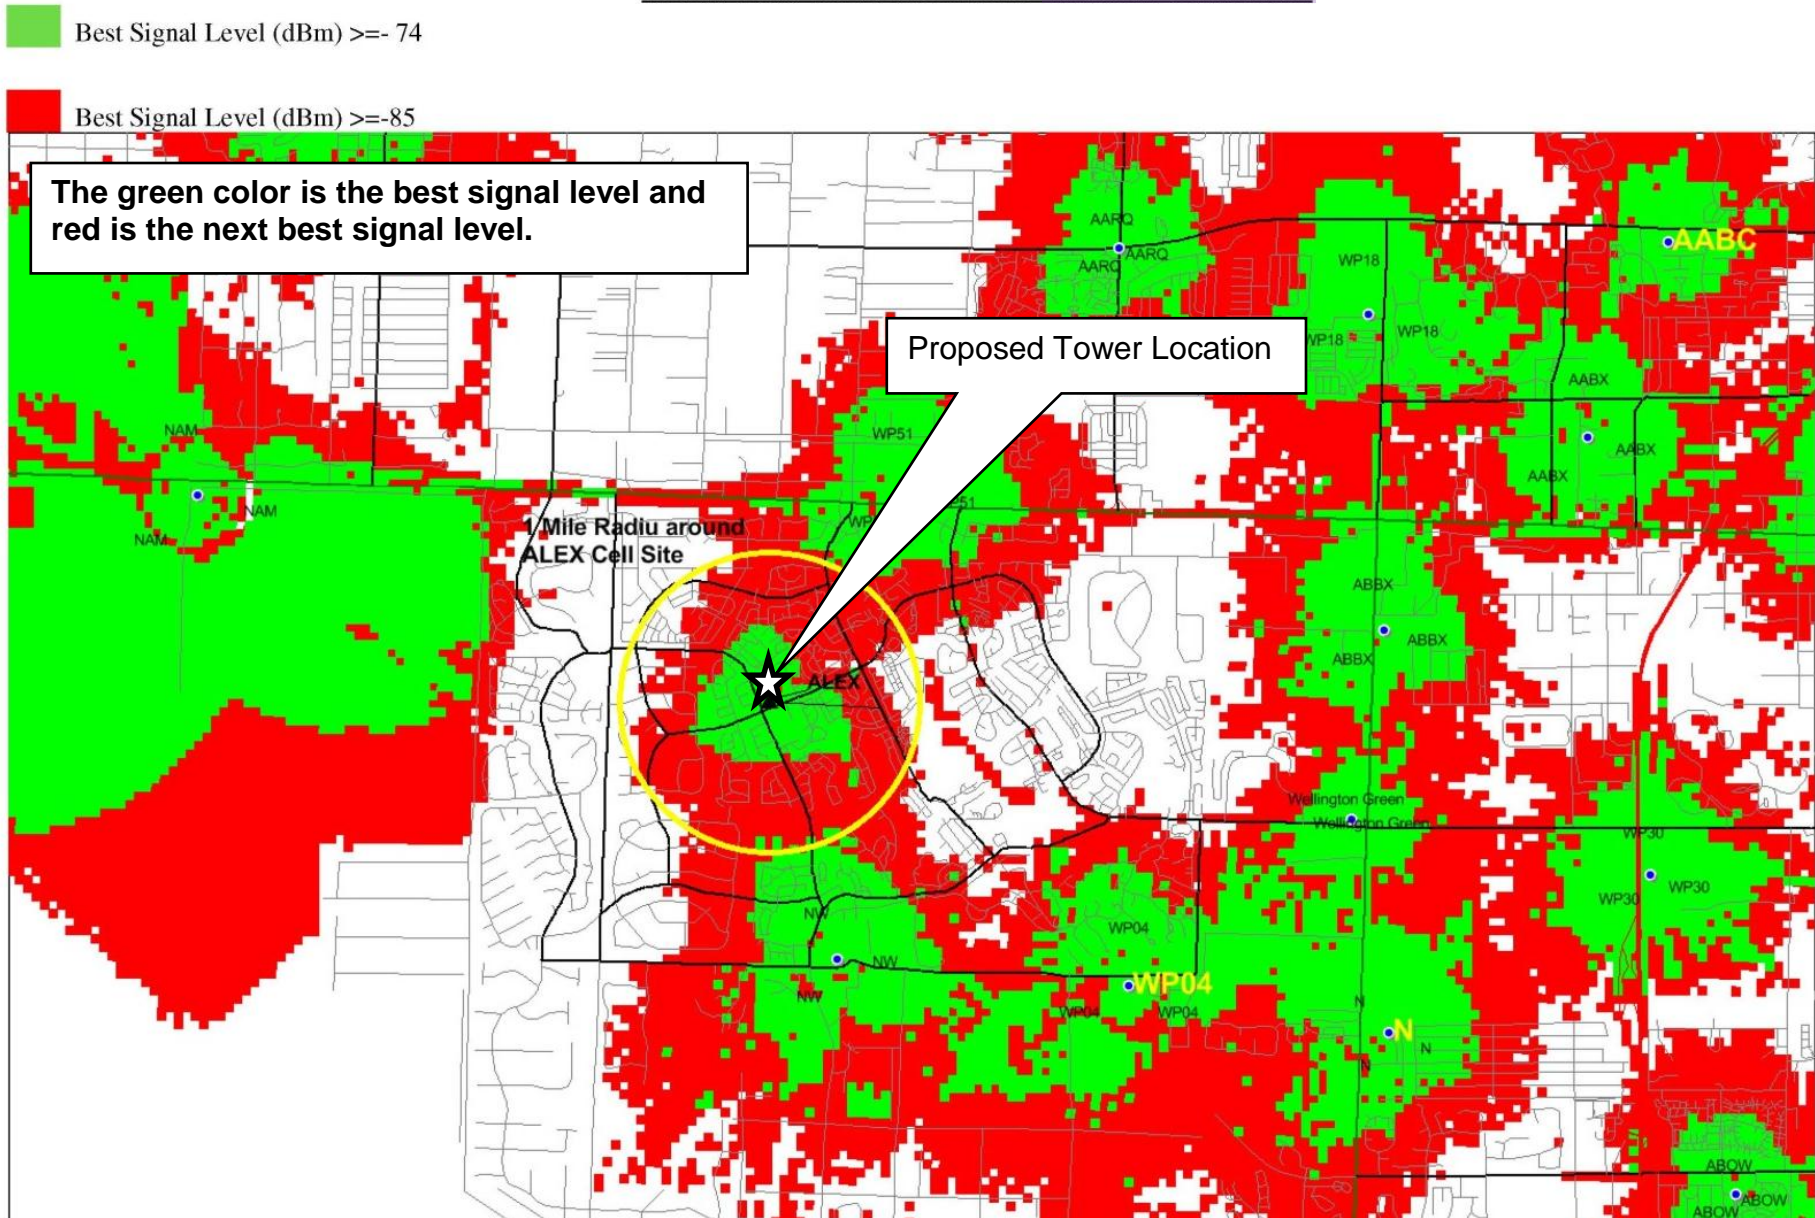 Best Signal Level (dBm) >=- 74
Best Signal Level (dBm) >=-85
The green color is the best signal level and
red is the next best signal level.
AARQ
AARQ
AARQ
WP18
WP18
WP18
AABC
Proposed Tower Location
AABX
AABX
AABX
WP51
NAM
NAM
NAM
1 Mile Radiu around
ALEX Cell Site
ABBX
ABBX
ABBX
ALEX
Wellington Green
Wellington Green
WP30
WP30
WP30
NW
NW
NW
WP04
WP04
WP04
WP04
N
N
N
N
ABOW
ABOW
ABOW